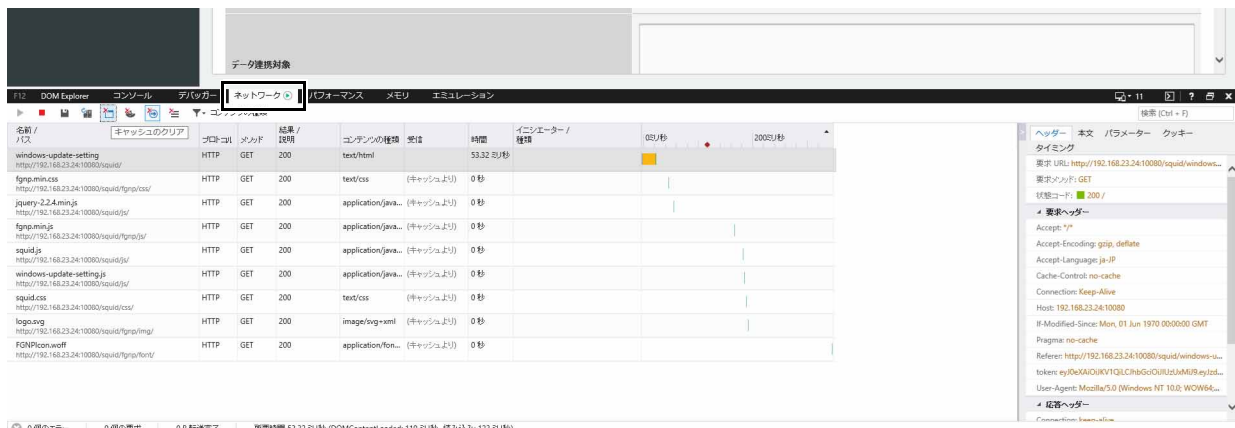 データ連携対象
F12 DOM Explorer コンソール デバッガー ネットワーク パフォーマンス メモリ エミュレーション 11 ?
検索 (Ctrl + F)
名前 / パス プロトコル メソッド 結果 / 説明 コンテンツの種類 受信 時間 イニシエーター / 種類 0ミリ秒 200ミリ秒
キャッシュのクリア
windows-update-setting HTTP GET 200 text/html 53.32 ミリ秒
http://192.168.23.24:10080/squid/
fgnp.min.css HTTP GET 200 text/css (キャッシュより) 0 秒
http://192.168.23.24:10080/squid/fgnp/css/
jquery-2.2.4.min.js HTTP GET 200 application/java... (キャッシュより) 0 秒
http://192.168.23.24:10080/squid/js/
fgnp.min.js HTTP GET 200 application/java... (キャッシュより) 0 秒
http://192.168.23.24:10080/squid/fgnp/js/
squid.js HTTP GET 200 application/java... (キャッシュより) 0 秒
http://192.168.23.24:10080/squid/js/
windows-update-setting.js HTTP GET 200 application/java... (キャッシュより) 0 秒
http://192.168.23.24:10080/squid/js/
squid.css HTTP GET 200 text/css (キャッシュより) 0 秒
http://192.168.23.24:10080/squid/css/
logo.svg HTTP GET 200 image/svg+xml (キャッシュより) 0 秒
http://192.168.23.24:10080/squid/fgnp/img/
FGNPIcon.woff HTTP GET 200 application/fon... (キャッシュより) 0 秒
http://192.168.23.24:10080/squid/fgnp/font/
ヘッダー 本文 パラメーター クッキー
タイミング
要求 URL: http://192.168.23.24:10080/squid/windows...
要求メソッド: GET
状態コード: 200 /
要求ヘッダー
Accept: */*
Accept-Encoding: gzip, deflate
Accept-Language: ja-JP
Cache-Control: no-cache
Connection: Keep-Alive
Host: 192.168.23.24:10080
If-Modified-Since: Mon, 01 Jun 1970 00:00:00 GMT
Pragma: no-cache
Referer: http://192.168.23.24:10080/squid/windows-u...
User-Agent: Mozilla/5.0 (Windows NT 10.0; WOW64;...
応答ヘッダー
Connection: keep-alive